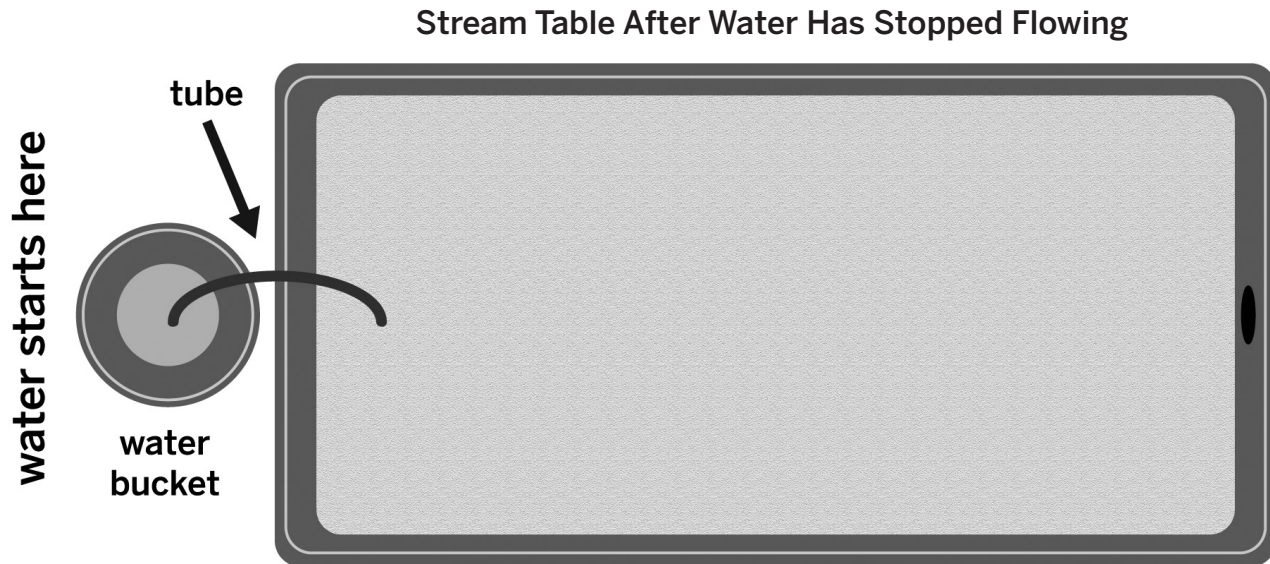 Stream Table After Water Has Stopped Flowing
tube
water starts here
water
bucket